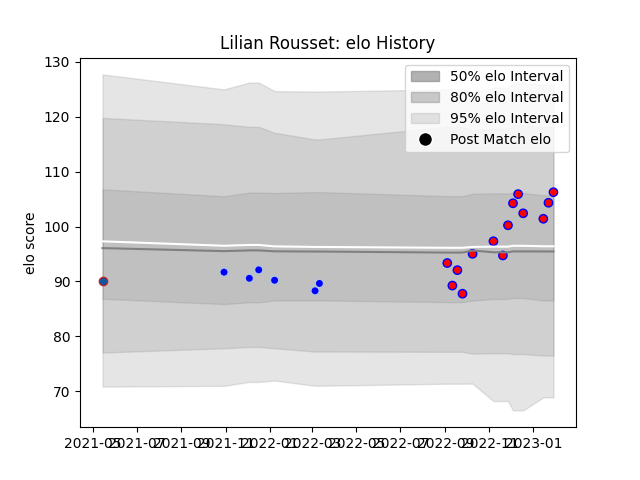 Lilian Rousset: elo History
elo score
130
120
110
100
90
80
70
50% elo Interval
80% elo Interval
95% elo Interval
Post Match elo
2021-05 2021-07 2021-09 2021-11 2022-01 2022-03 2022-05 2022-07 2022-09 2022-11 2023-01